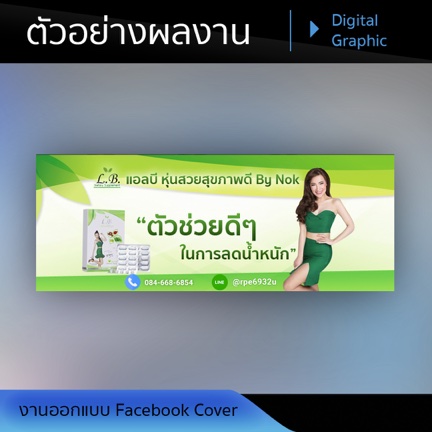 ตัวอย่างผลงาน
Digital
Graphic
L.B.
แอลบี หุ่นสวยสุขภาพดี By Nok
“ตัวช่วยดีๆ
ในการลดน้ำหนัก”
084-668-6854
LINE
@rpe6932u
งานออกแบบ Facebook Cover